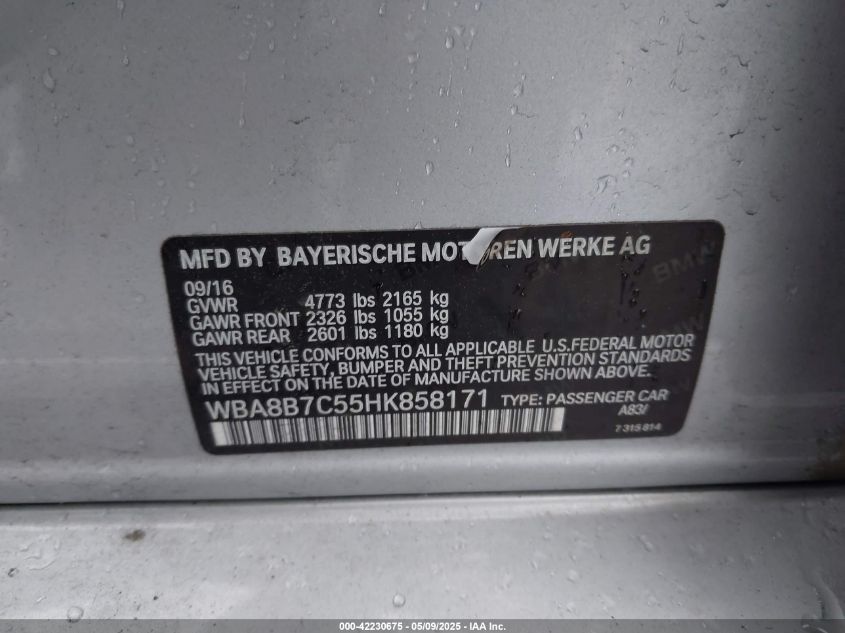 MFD BY BAYERISCHE MOTOREN WERKE AG
09/16
GVWR 4773 lbs 2165 kg
GAWR FRONT 2326 lbs 1055 kg
GAWR REAR 2601 lbs 1180 kg
THIS VEHICLE CONFORMS TO ALL APPLICABLE U.S.FEDERAL MOTOR
VEHICLE SAFETY, BUMPER AND THEFT PREVENTION STANDARDS
IN EFFECT ON THE DATE OF MANUFACTURE SHOWN ABOVE.
WBA8B7C55HK858171 TYPE: PASSENGER CAR
A83/
7 315 814
BMW
000-42230675 - 05/09/2025 - IAA Inc.